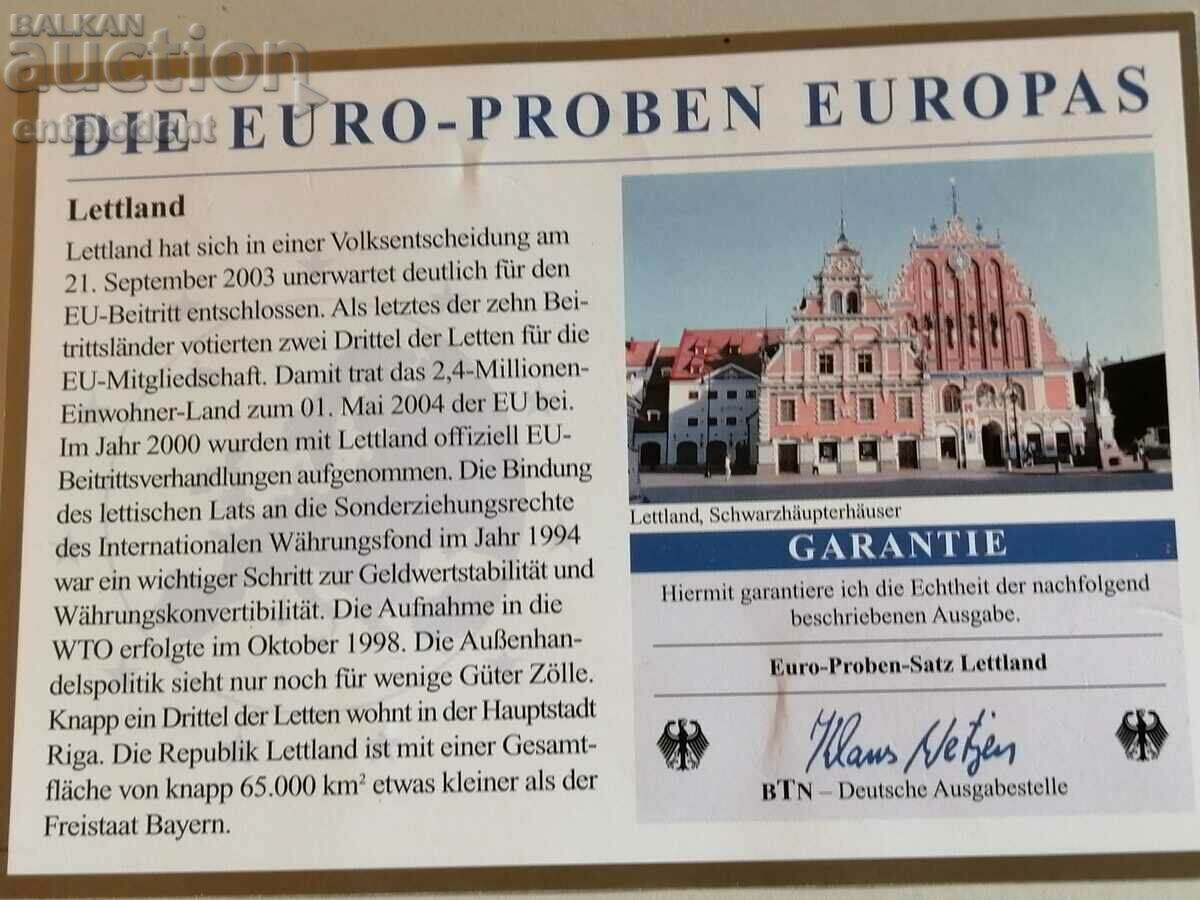 BALKAN
auction
entelodont
DIE EURO-PROBEN EUROPAS
Lettland
Lettland hat sich in einer Volksentscheidung am
21. September 2003 unerwartet deutlich für den
EU-Beitritt entschlossen. Als letztes der zehn Bei-
trittsländer votierten zwei Drittel der Letten für die
EU-Mitgliedschaft. Damit trat das 2,4-Millionen-
Einwohner-Land zum 01. Mai 2004 der EU bei.
Im Jahr 2000 wurden mit Lettland offiziell EU-
Beitrittsverhandlungen aufgenommen. Die Bindung
des lettischen Lats an die Sonderziehungsrechte
des Internationalen Währungsfond im Jahr 1994
war ein wichtiger Schritt zur Geldwertstabilität und
Währungskonvertibilität. Die Aufnahme in die
WTO erfolgte im Oktober 1998. Die Außenhan-
delspolitik sieht nur noch für wenige Güter Zölle.
Knapp ein Drittel der Letten wohnt in der Hauptstadt
Riga. Die Republik Lettland ist mit einer Gesamt-
fläche von knapp 65.000 km² etwas kleiner als der
Freistaat Bayern.
Lettland, Schwarzhäupterhäuser
GARANTIE
Hiermit garantiere ich die Echtheit der nachfolgend
beschriebenen Ausgabe.
Euro-Proben-Satz Lettland
Klaus
BTN – Deutsche Ausgabestelle